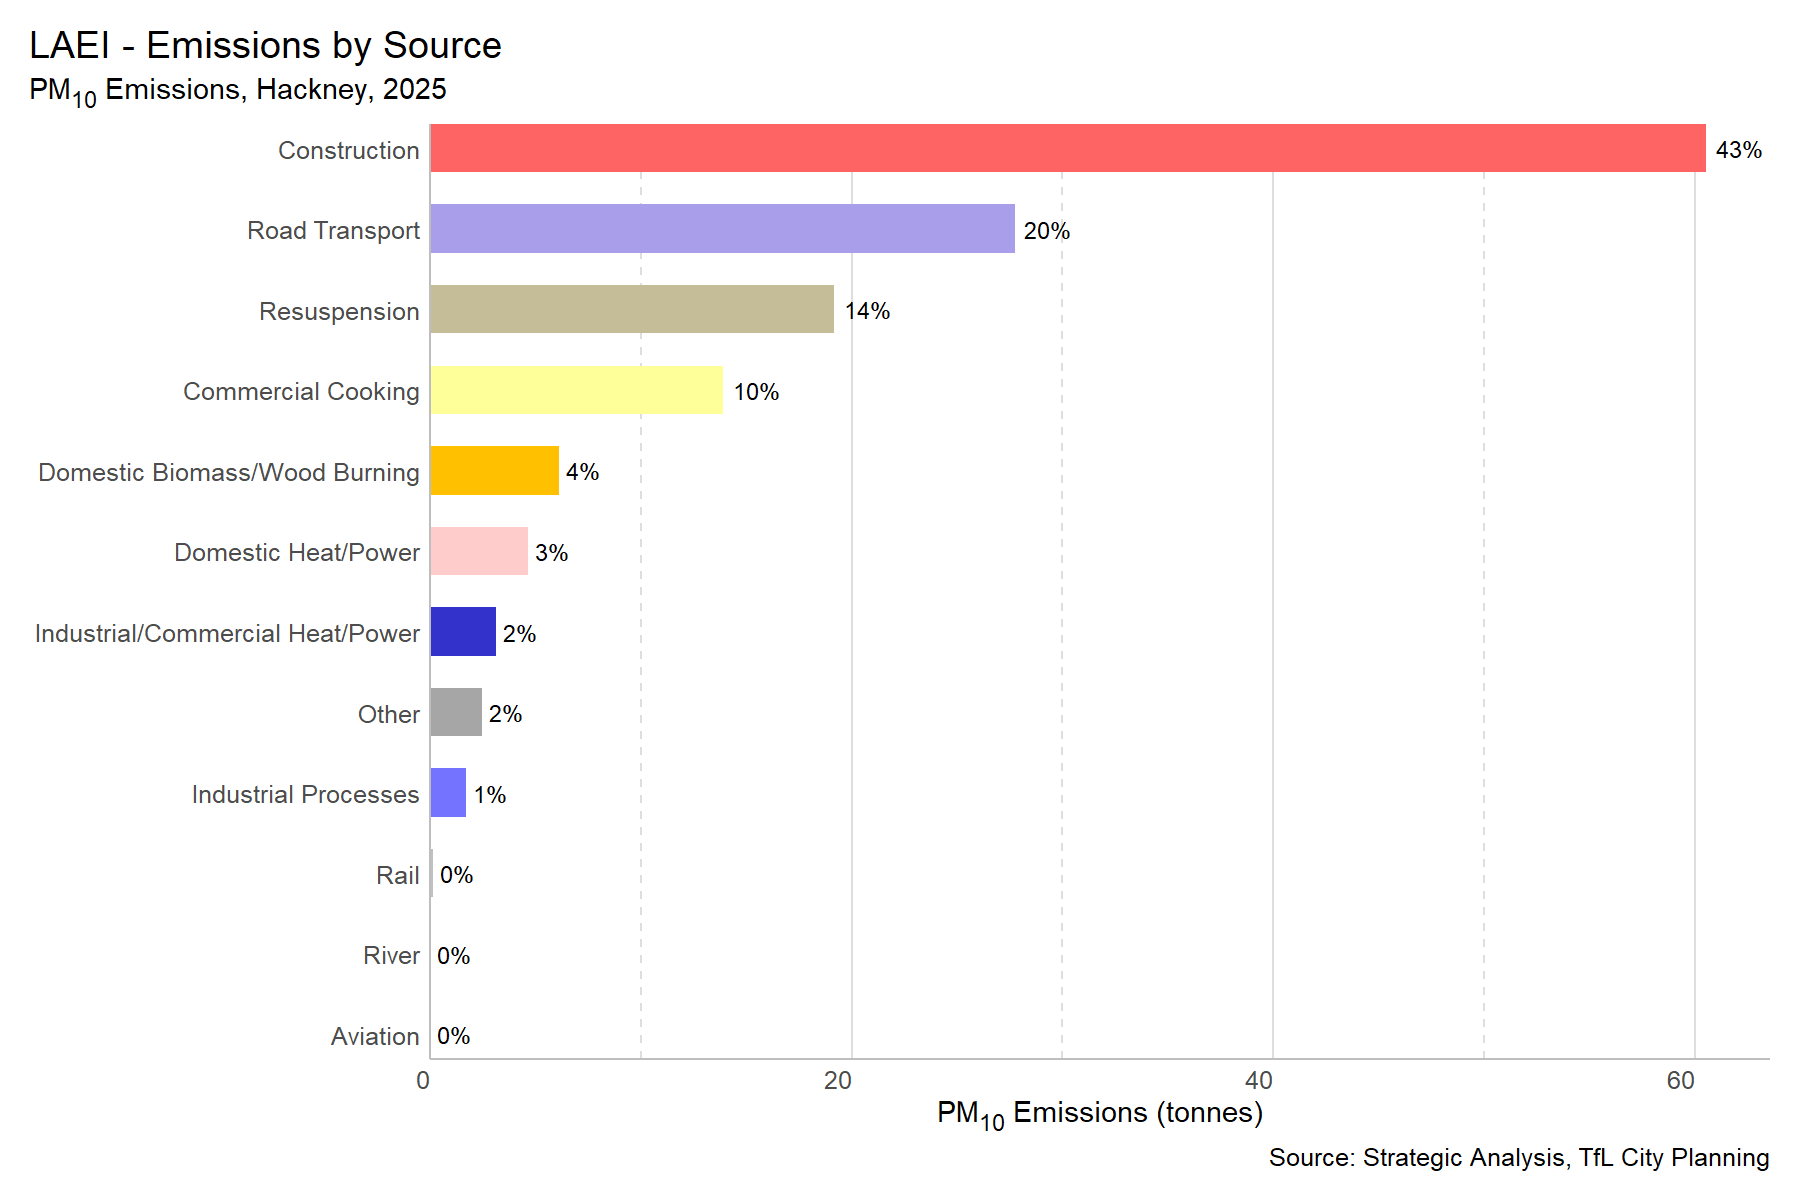 LAEI - Emissions by Source
PM10 Emissions, Hackney, 2025
Construction 43%
Road Transport 20%
Resuspension 14%
Commercial Cooking 10%
Domestic Biomass/Wood Burning 4%
Domestic Heat/Power 3%
Industrial/Commercial Heat/Power 2%
Other 2%
Industrial Processes 1%
Rail 0%
River 0%
Aviation 0%
0 20 40 60
PM10 Emissions (tonnes)
Source: Strategic Analysis, TfL City Planning